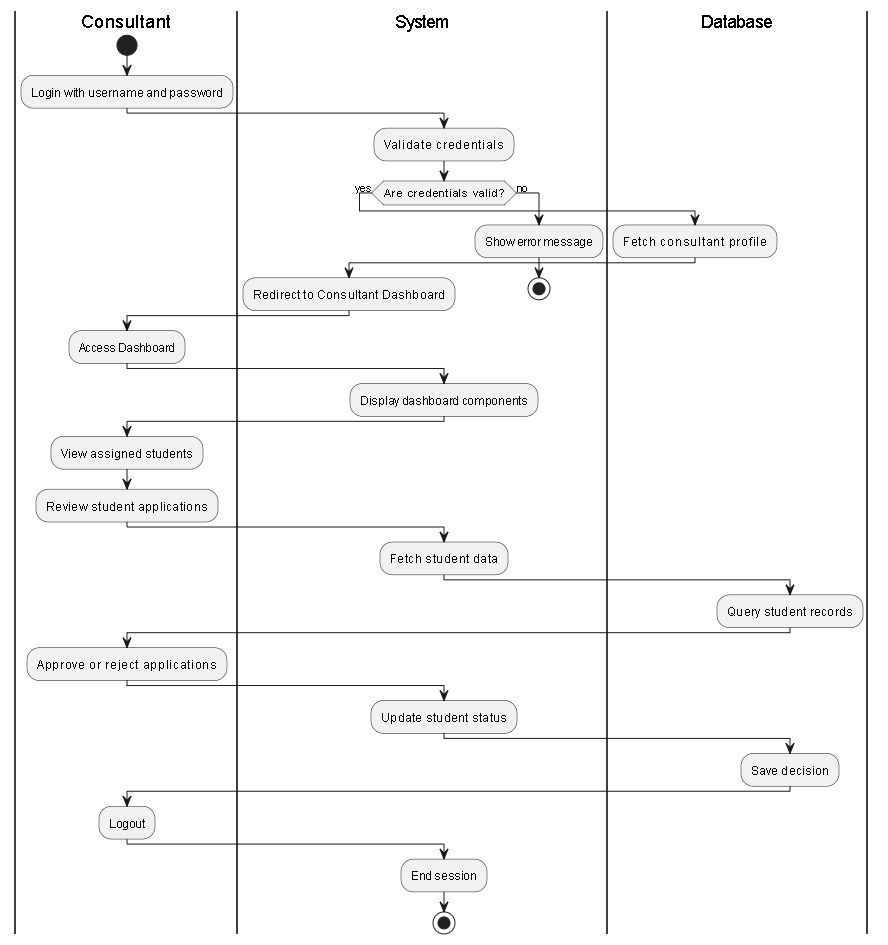 Consultant
System
Database
Login with username and password
Validate credentials
yes
Are credentials valid?
no
Show error message
Fetch consultant profile
Redirect to Consultant Dashboard
Access Dashboard
Display dashboard components
View assigned students
Review student applications
Fetch student data
Query student records
Approve or reject applications
Update student status
Save decision
Logout
End session